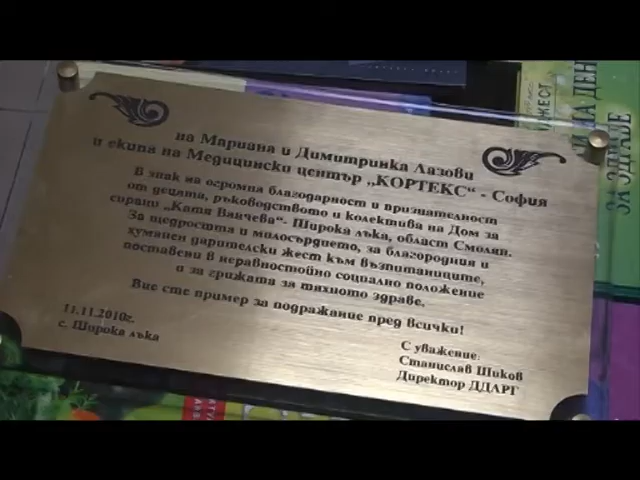 на Мариана и Димитринка Лазови
и екипа на Медицински център „КОРТЕКС“ - София
В знак на огромна благодарност и признателност
от децата, ръководството и колектива на Дом за
сираци „Катя Ванчева“- Широка лъка, област Смолян.
За щедростта и милосърдието, за благородния и
хуманен дарителски жест към възпитаниците,
поставени в неравностойно социално положение
и за грижата за тяхното здраве.
Вие сте пример за подражание пред всички!
11.11.2010г.
с. Широка лъка
С уважение:
Станислав Шиков
Директор ДДЛРГ
ЗА ЗДРАВЕ